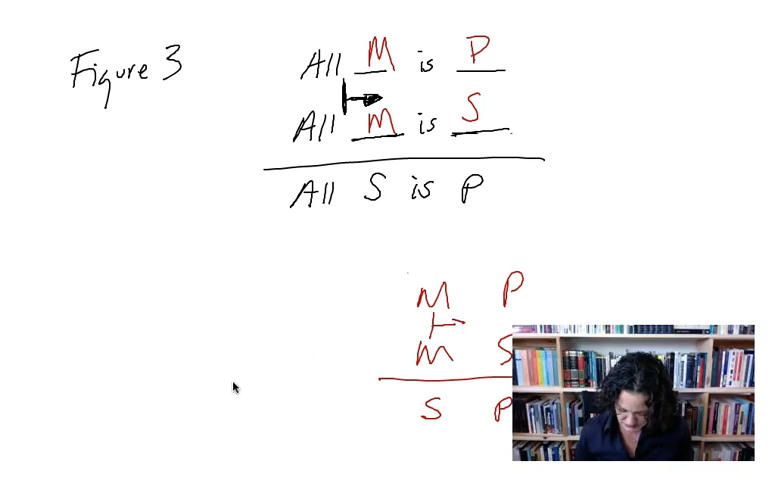 Figure 3
All M is P
All M is S
All S is P
M P
M S
S P